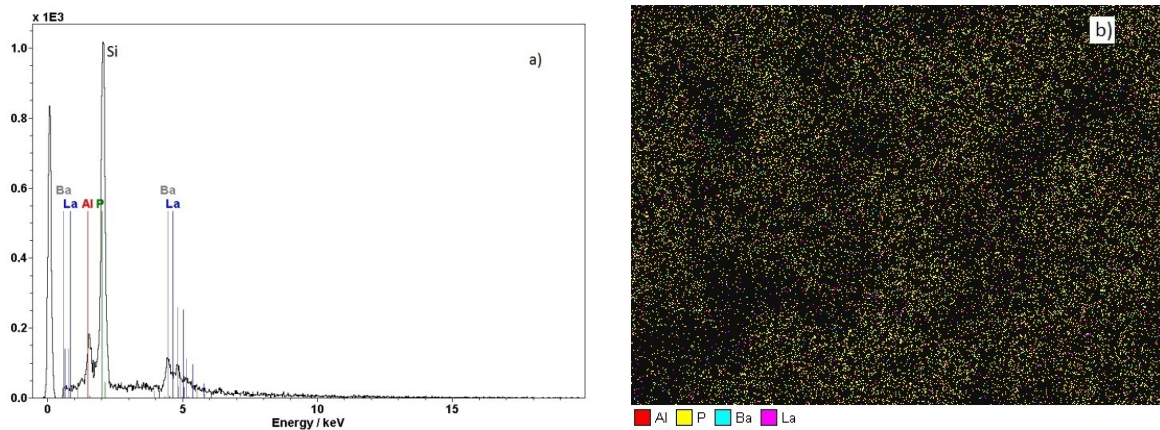 x 1E3
1.0
0.8
0.6
0.4
0.2
0.0
Si
a)
Ba
La Al P
Ba
La
0 5 10 15
Energy / keV
b)
Al P Ba La